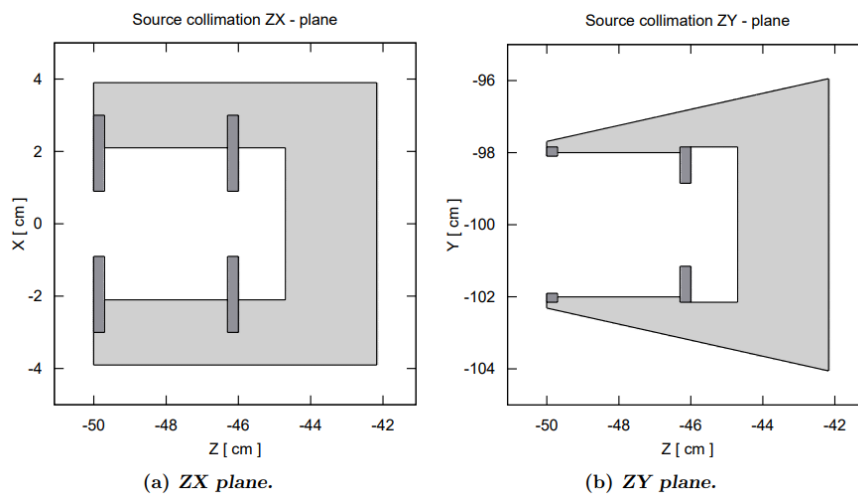 Source collimation ZX - plane
4
2
0
-2
-4
X [ cm ]
-50
-48
-46
-44
-42
Z [ cm ]
(a) ZX plane.
Source collimation ZY - plane
-96
-98
-100
-102
-104
Y [ cm ]
-50
-48
-46
-44
-42
Z [ cm ]
(b) ZY plane.